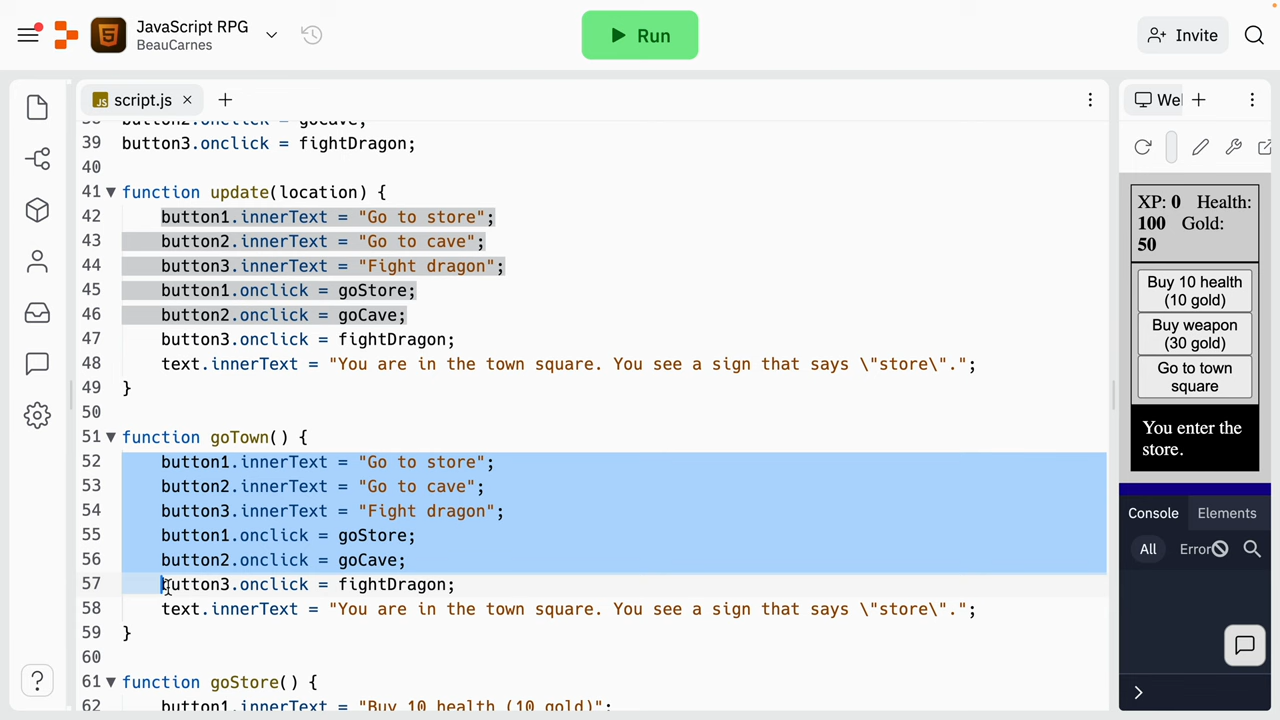 JavaScript RPG
BeauCarnes
Run
Invite
JS script.js
38 button2.onclick = goCave;
39 button3.onclick = fightDragon;
40
41 function update(location) {
42 button1.innerText = "Go to store";
43 button2.innerText = "Go to cave";
44 button3.innerText = "Fight dragon";
45 button1.onclick = goStore;
46 button2.onclick = goCave;
47 button3.onclick = fightDragon;
48 text.innerText = "You are in the town square. You see a sign that says \"store\".";
49 }
50
51 function goTown() {
52 button1.innerText = "Go to store";
53 button2.innerText = "Go to cave";
54 button3.innerText = "Fight dragon";
55 button1.onclick = goStore;
56 button2.onclick = goCave;
57 button3.onclick = fightDragon;
58 text.innerText = "You are in the town square. You see a sign that says \"store\".";
59 }
60
61 function goStore() {
62 button1.innerText = "Buy 10 health (10 gold)";
We
XP: 0 Health:
100 Gold:
50
Buy 10 health
(10 gold)
Buy weapon
(30 gold)
Go to town
square
You enter the
store.
Console Elements
All Error